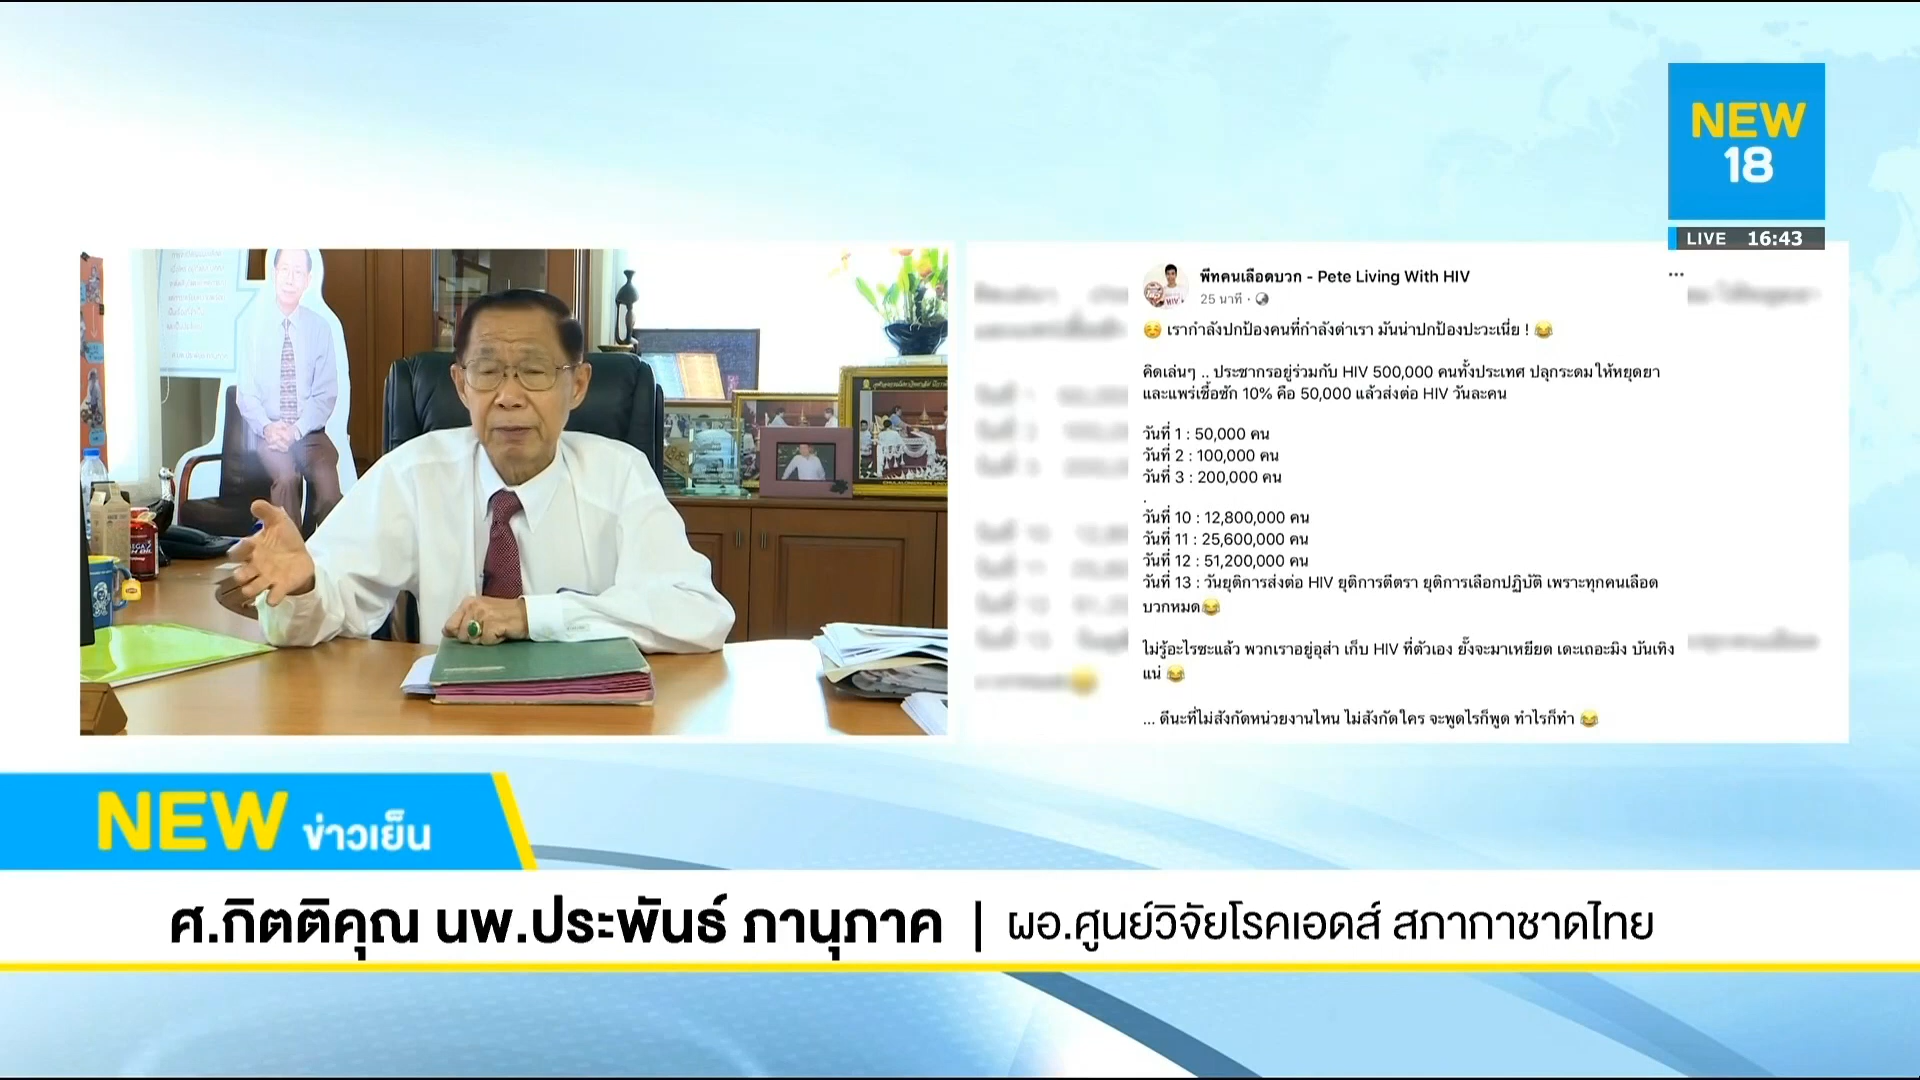 NEW
18
LIVE 16:43
พีทคนเลือดบวก - Pete Living With HIV
25 นาที ·
☺️ เรากำลังปกป้องคนที่กำลังด่าเรา มันน่าปกป้องปะวะเนี่ย ! 😂
คิดเล่นๆ .. ประชากรอยู่ร่วมกับ HIV 500,000 คนทั้งประเทศ ปลุกระดมให้หยุดยา
และแพร่เชื้อซัก 10% คือ 50,000 แล้วส่งต่อ HIV วันละคน
วันที่ 1 : 50,000 คน
วันที่ 2 : 100,000 คน
วันที่ 3 : 200,000 คน
.
วันที่ 10 : 12,800,000 คน
วันที่ 11 : 25,600,000 คน
วันที่ 12 : 51,200,000 คน
วันที่ 13 : วันยุติการส่งต่อ HIV ยุติการตีตรา ยุติการเลือกปฏิบัติ เพราะทุกคนเลือด
บวกหมด😂
ไม่รู้อะไรซะแล้ว พวกเราอยู่อุส่า เก็บ HIV ที่ตัวเอง ยั้งจะมาเหยียด เดะเถอะมิง บันเทิง
แน่ 😂
... ดีนะที่ไม่สังกัดหน่วยงานไหน ไม่สังกัดใคร จะพูดไรก็พูด ทำไรก็ทำ 😂
NEW ข่าวเย็น
ศ.กิตติคุณ นพ.ประพันธ์ ภานุภาค | ผอ.ศูนย์วิจัยโรคเอดส์ สภากาชาดไทย